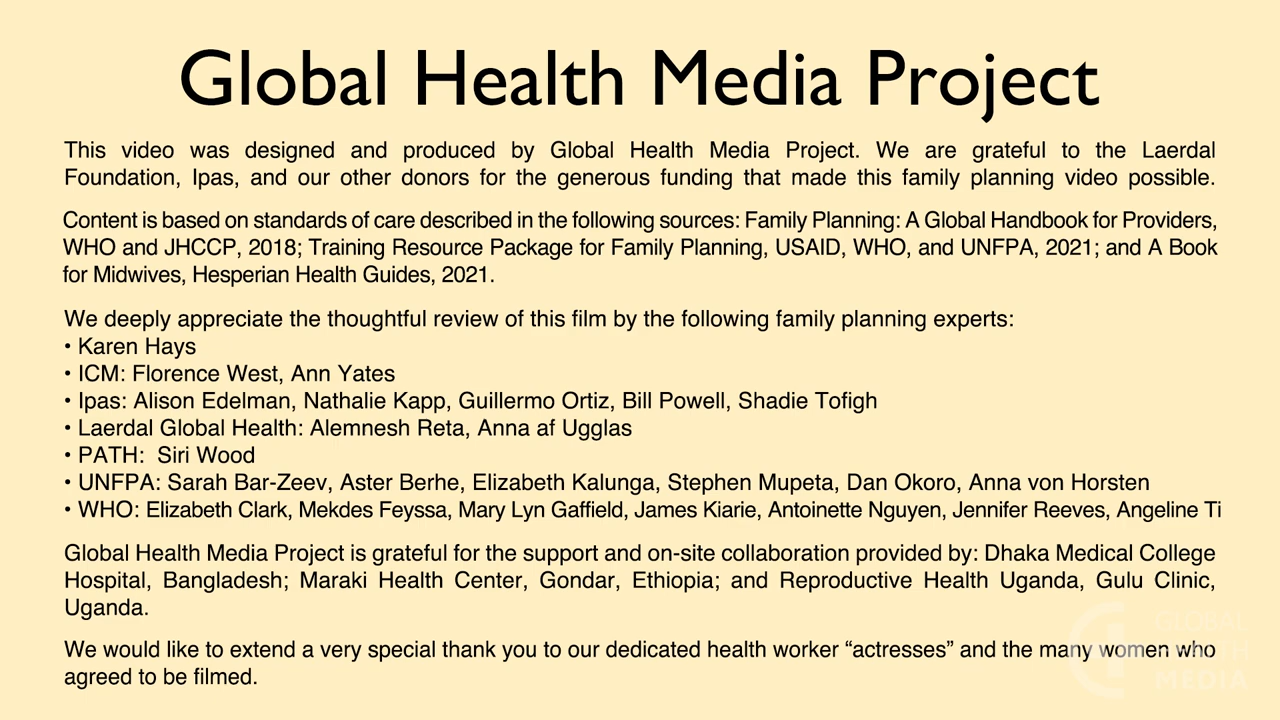 Global Health Media Project
This video was designed and produced by Global Health Media Project. We are grateful to the Laerdal
Foundation, Ipas, and our other donors for the generous funding that made this family planning video possible.
Content is based on standards of care described in the following sources: Family Planning: A Global Handbook for Providers,
WHO and JHCCP, 2018; Training Resource Package for Family Planning, USAID, WHO, and UNFPA, 2021; and A Book
for Midwives, Hesperian Health Guides, 2021.
We deeply appreciate the thoughtful review of this film by the following family planning experts:
• Karen Hays
• ICM: Florence West, Ann Yates
• Ipas: Alison Edelman, Nathalie Kapp, Guillermo Ortiz, Bill Powell, Shadie Tofigh
• Laerdal Global Health: Alemnesh Reta, Anna af Ugglas
• PATH:  Siri Wood
• UNFPA: Sarah Bar-Zeev, Aster Berhe, Elizabeth Kalunga, Stephen Mupeta, Dan Okoro, Anna von Horsten
• WHO: Elizabeth Clark, Mekdes Feyssa, Mary Lyn Gaffield, James Kiarie, Antoinette Nguyen, Jennifer Reeves, Angeline Ti
Global Health Media Project is grateful for the support and on-site collaboration provided by: Dhaka Medical College
Hospital, Bangladesh; Maraki Health Center, Gondar, Ethiopia; and Reproductive Health Uganda, Gulu Clinic,
Uganda.
We would like to extend a very special thank you to our dedicated health worker “actresses” and the many women who
agreed to be filmed.
GLOBAL
HEALTH
MEDIA